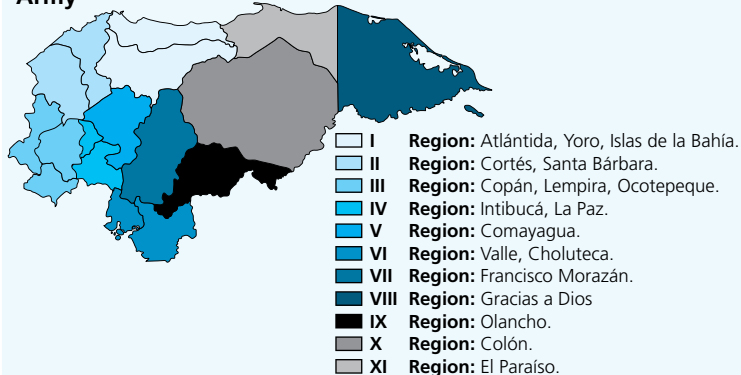 Army
I Region: Atlántida, Yoro, Islas de la Bahía.
II Region: Cortés, Santa Bárbara.
III Region: Copán, Lempira, Ocotepeque.
IV Region: Intibucá, La Paz.
V Region: Comayagua.
VI Region: Valle, Choluteca.
VII Region: Francisco Morazán.
VIII Region: Gracias a Dios
IX Region: Olancho.
X Region: Colón.
XI Region: El Paraíso.